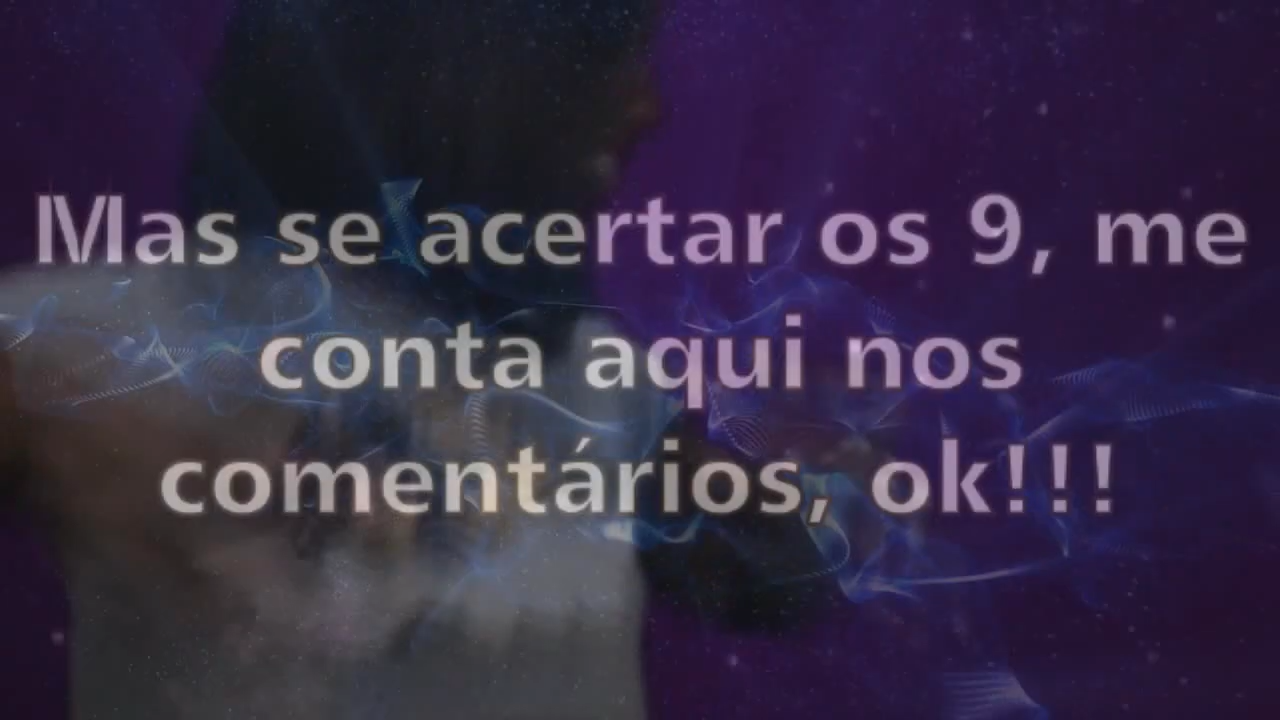 Mas se acertar os 9, me
conta aqui nos
comentários, ok!!!